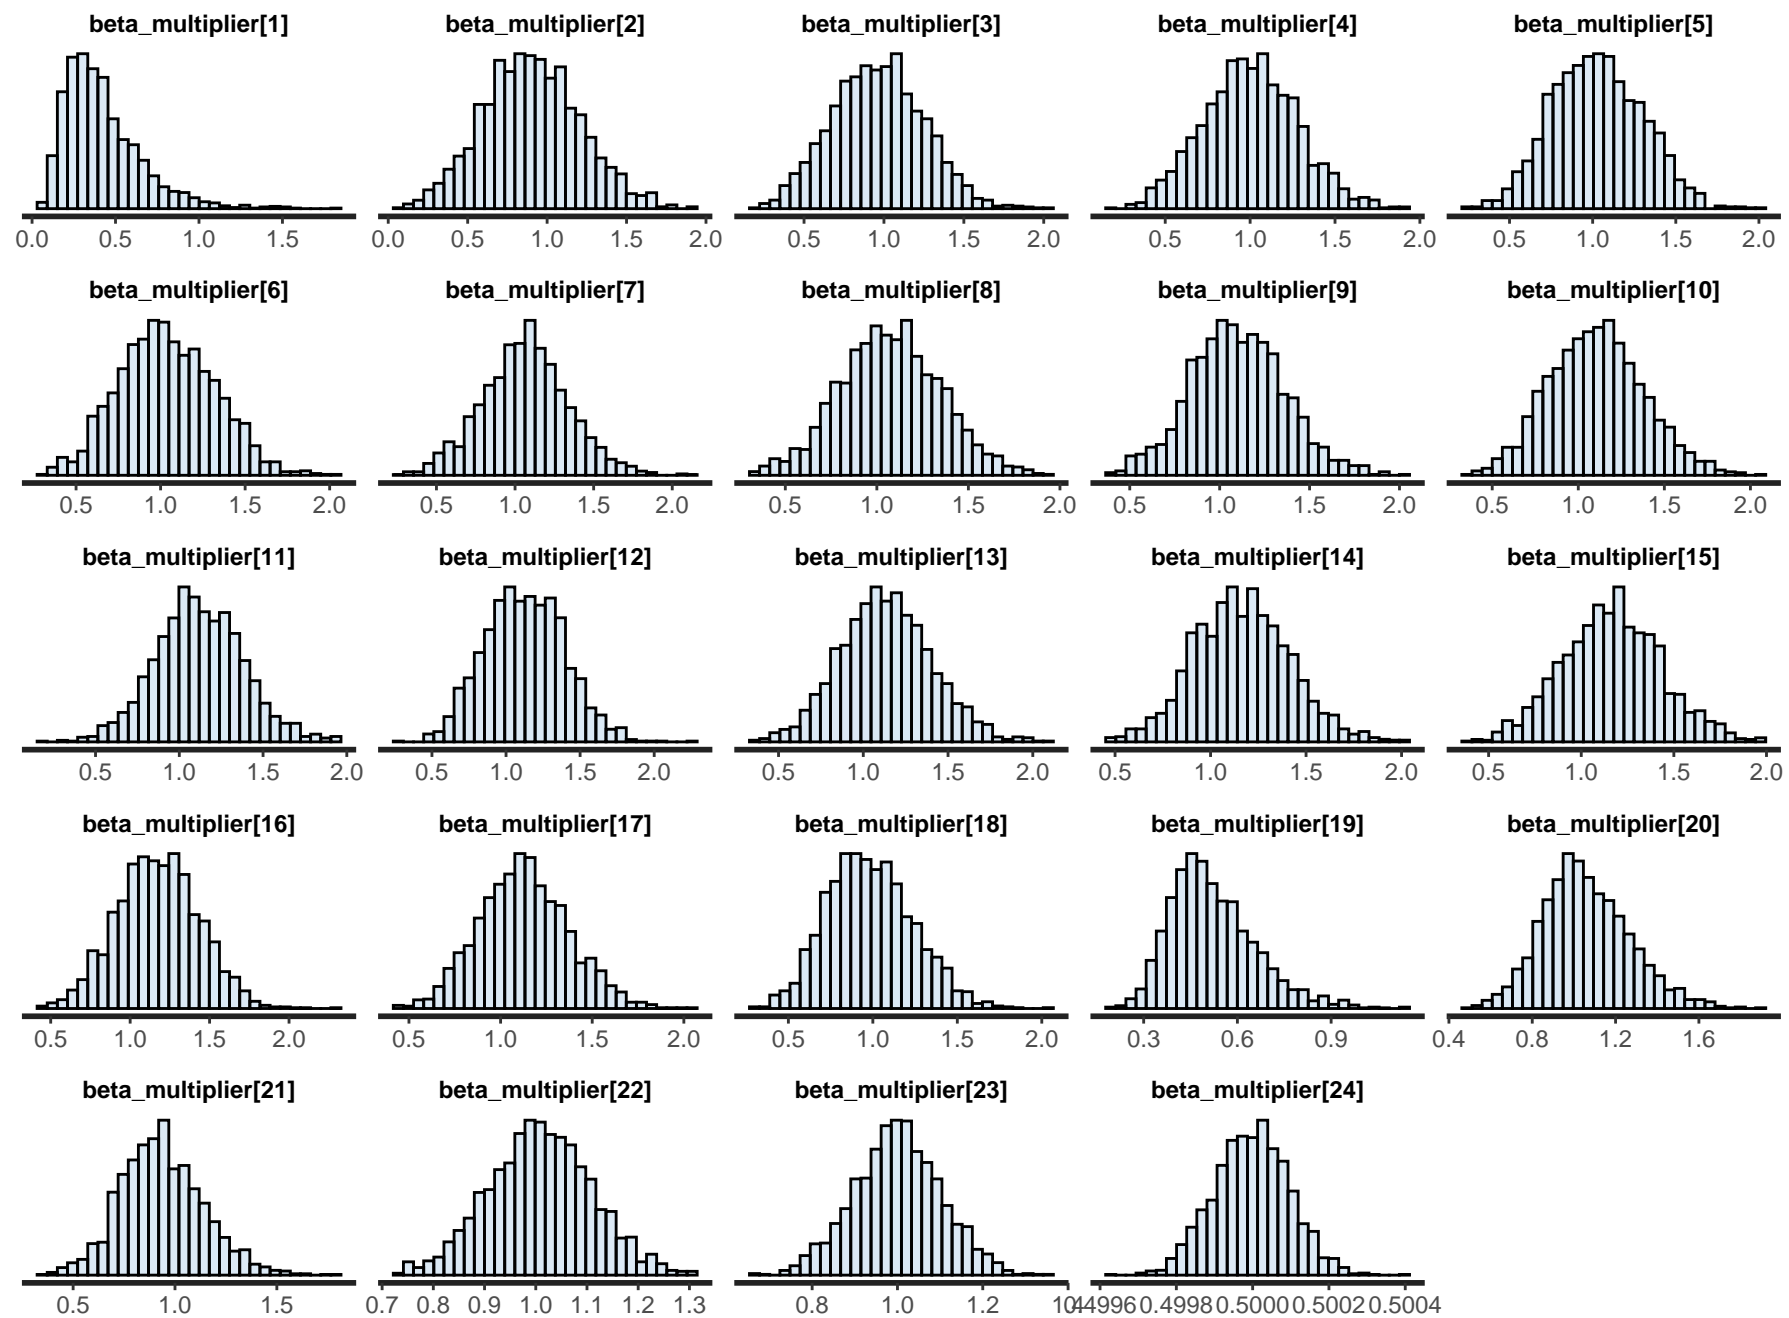 beta_multiplier[1] beta_multiplier[2] beta_multiplier[3] beta_multiplier[4] beta_multiplier[5]
0.0 0.5 1.0 1.5 0.0 0.5 1.0 1.5 2.0 0.5 1.0 1.5 2.0 0.5 1.0 1.5 2.0 0.5 1.0 1.5 2.0
beta_multiplier[6] beta_multiplier[7] beta_multiplier[8] beta_multiplier[9] beta_multiplier[10]
0.5 1.0 1.5 2.0 0.5 1.0 1.5 2.0 0.5 1.0 1.5 2.0 0.5 1.0 1.5 2.0 0.5 1.0 1.5 2.0
beta_multiplier[11] beta_multiplier[12] beta_multiplier[13] beta_multiplier[14] beta_multiplier[15]
0.5 1.0 1.5 2.0 0.5 1.0 1.5 2.0 0.5 1.0 1.5 2.0 0.5 1.0 1.5 2.0 0.5 1.0 1.5 2.0
beta_multiplier[16] beta_multiplier[17] beta_multiplier[18] beta_multiplier[19] beta_multiplier[20]
0.5 1.0 1.5 2.0 0.5 1.0 1.5 2.0 0.5 1.0 1.5 2.0 0.3 0.6 0.9 0.4 0.8 1.2 1.6
beta_multiplier[21] beta_multiplier[22] beta_multiplier[23] beta_multiplier[24]
0.5 1.0 1.5 0.7 0.8 0.9 1.0 1.1 1.2 1.3 0.8 1.0 1.2 1.4 0.4996 0.4998 0.5000 0.5002 0.5004